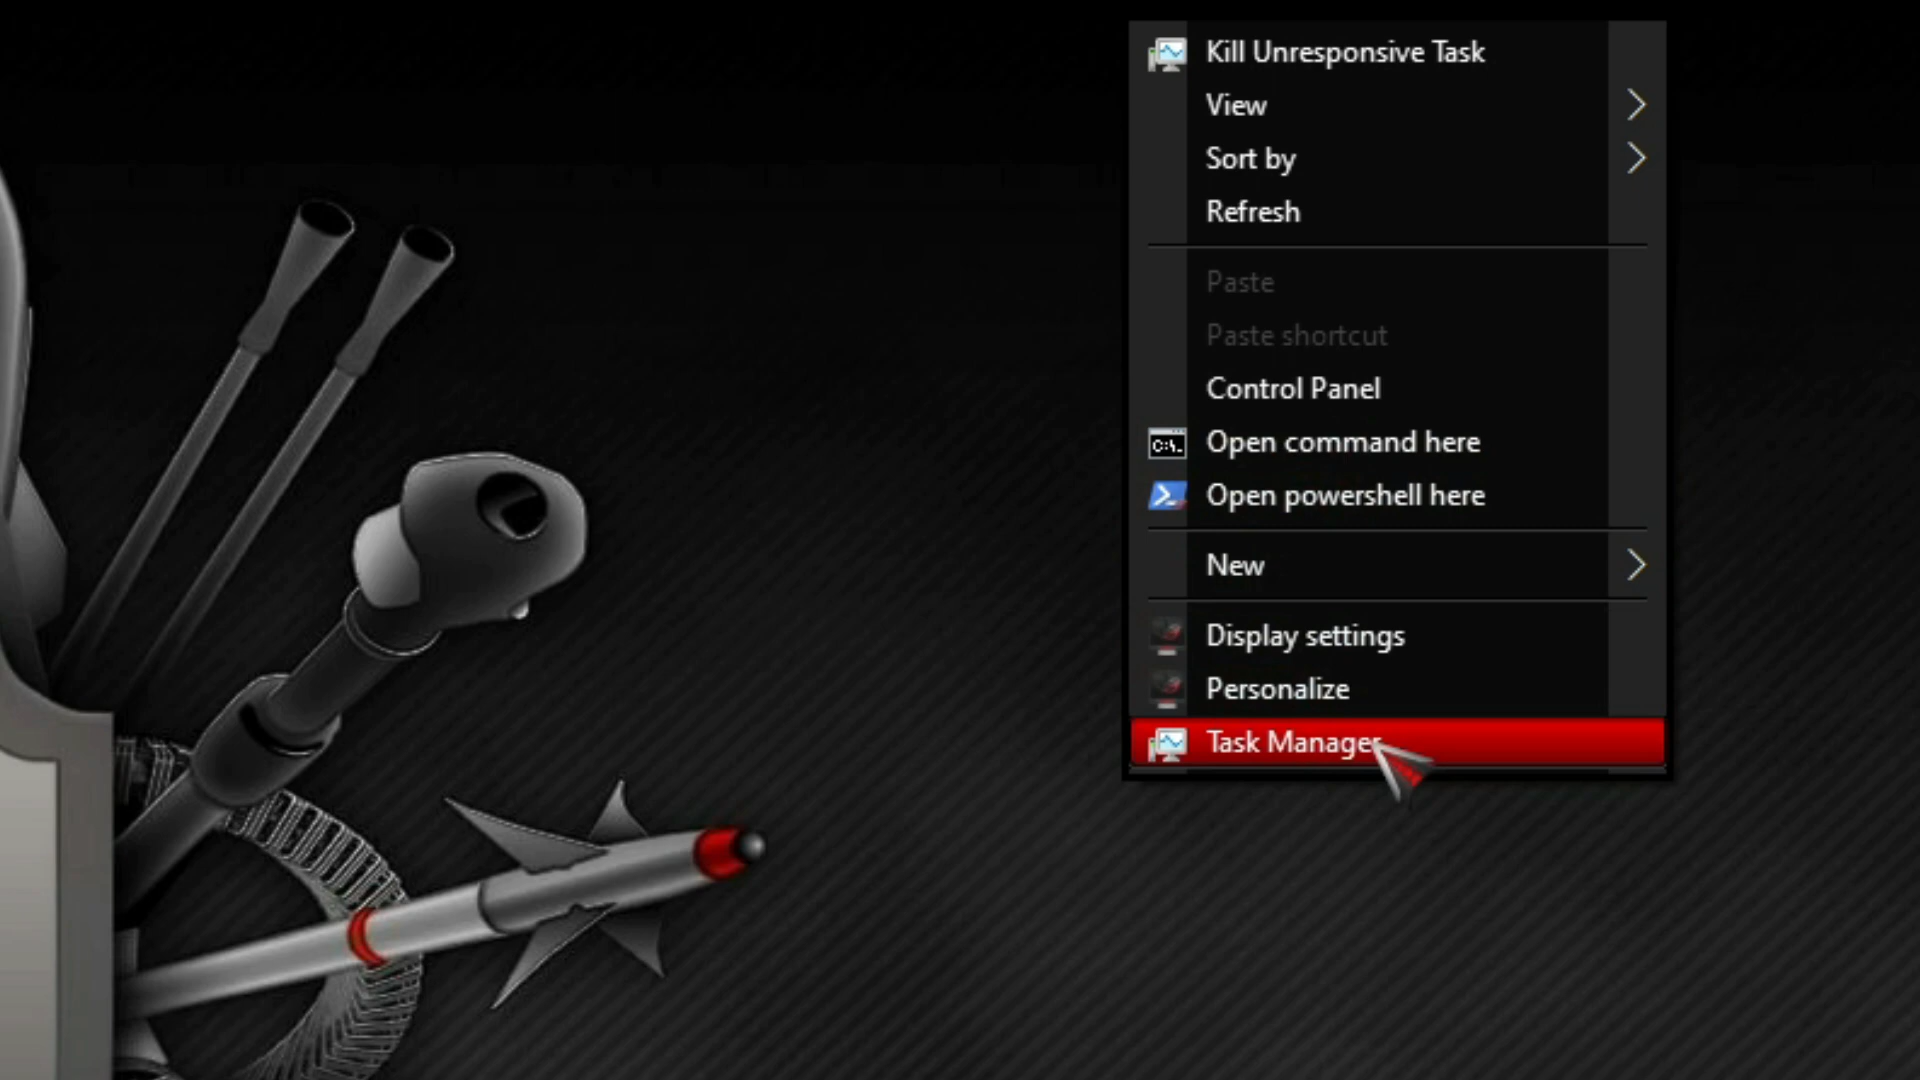 Kill Unresponsive Task
View
Sort by
Refresh
Paste
Paste shortcut
Control Panel
C:\.
Open command here
Open powershell here
New
Display settings
Personalize
Task Manager